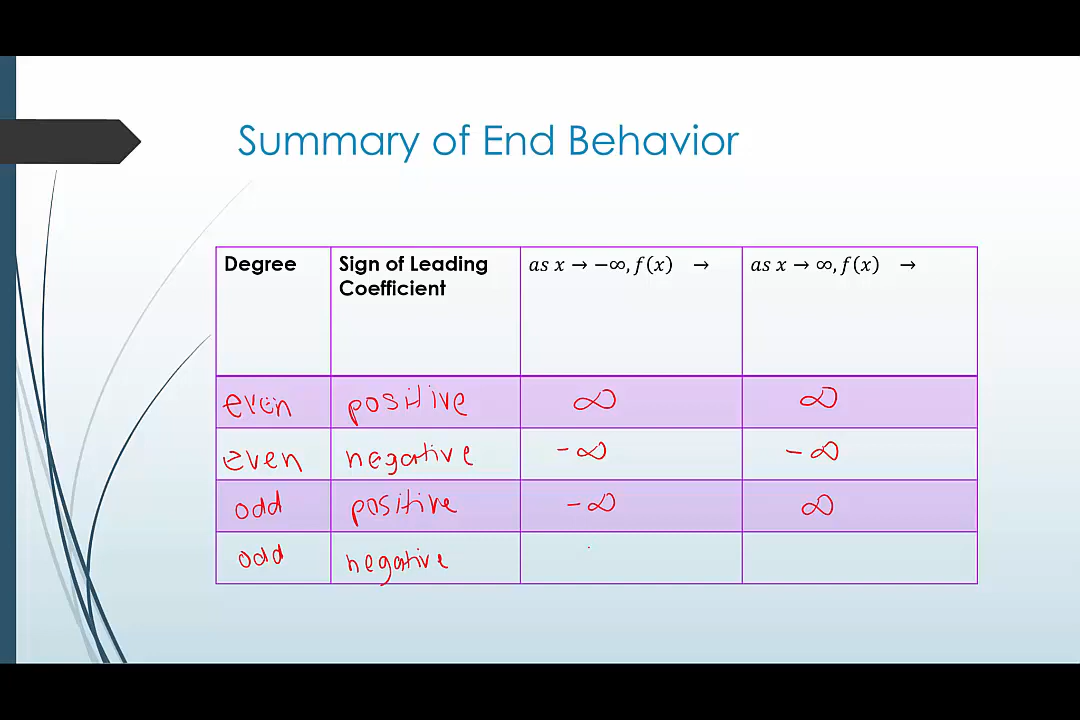 Summary of End Behavior
Degree
Sign of Leading
Coefficient
as x → −∞, f(x) →
as x → ∞, f(x) →
even positive ∞ ∞
even negative -∞ -∞
odd positive -∞ ∞
odd negative